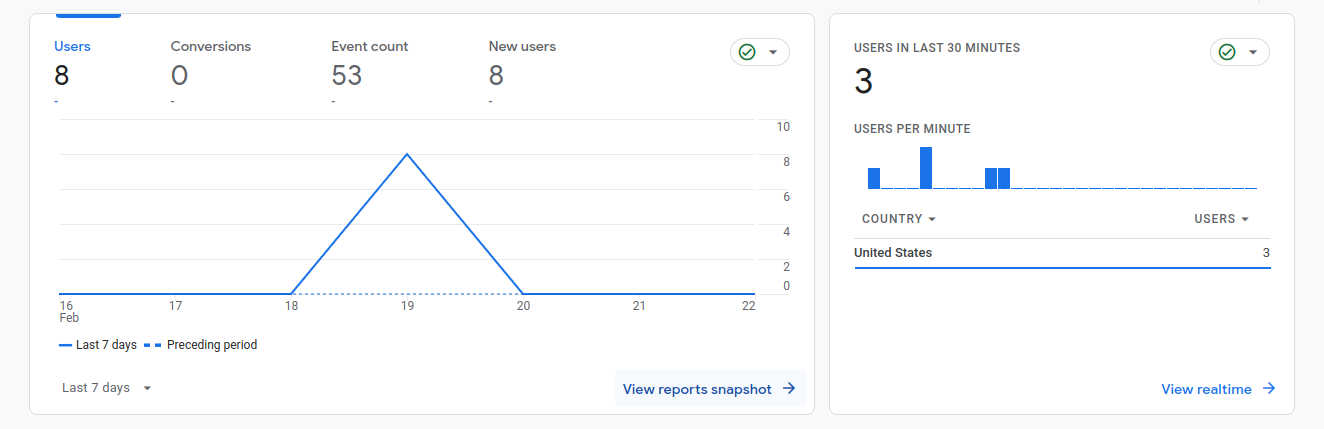 Users
8
-
Conversions
0
-
Event count
53
-
New users
8
-
10
8
6
4
2
0
16 17 18 19 20 21 22
Feb
Last 7 days Preceding period
Last 7 days
View reports snapshot
USERS IN LAST 30 MINUTES
3
USERS PER MINUTE
COUNTRY USERS
United States 3
View realtime